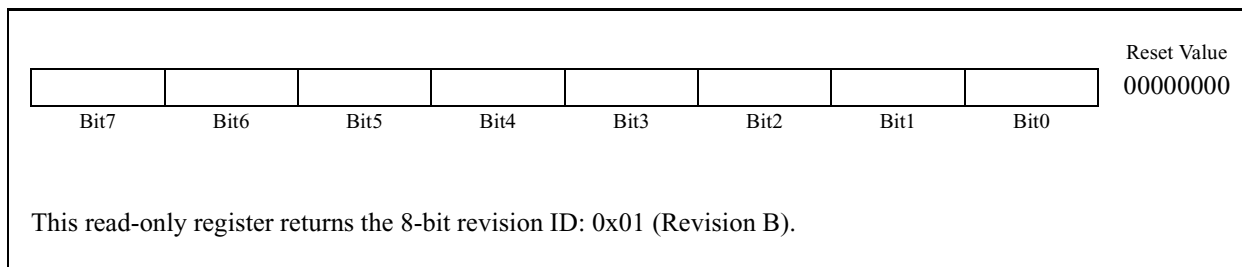 Reset Value
00000000
Bit7 Bit6 Bit5 Bit4 Bit3 Bit2 Bit1 Bit0
This read-only register returns the 8-bit revision ID: 0x01 (Revision B).